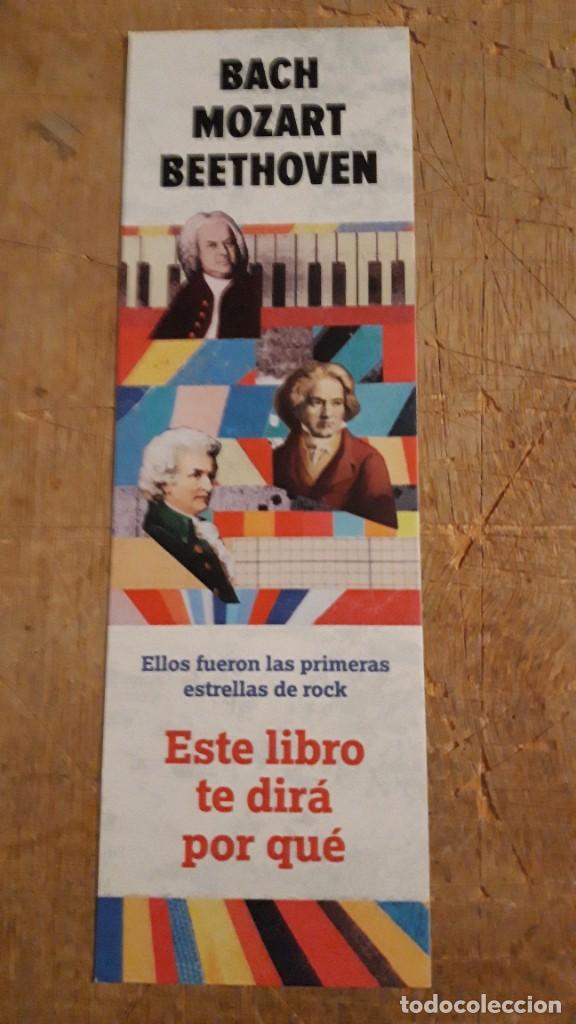 BACH
MOZART
BEETHOVEN
Ellos fueron las primeras
estrellas de rock
Este libro
te dirá
por qué
todocoleccion